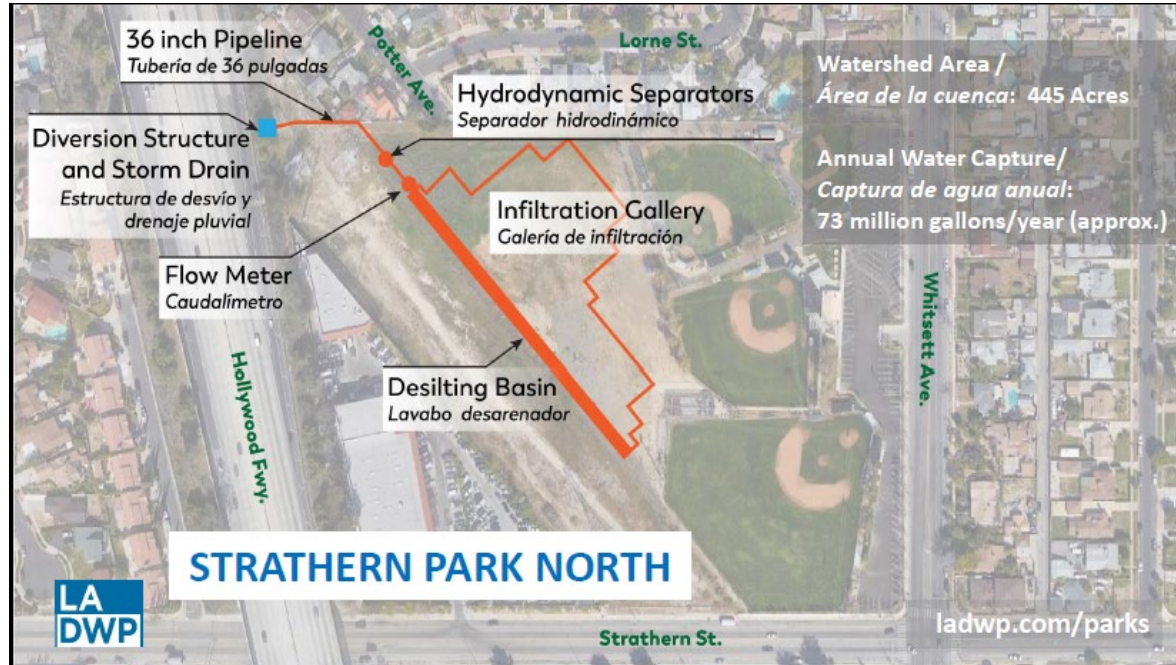 36 inch Pipeline
Tubería de 36 pulgadas
Potter Ave.
Lorne St.
Hydrodynamic Separators
Separador hidrodinámico
Watershed Area /
Área de la cuenca: 445 Acres
Annual Water Capture/
Captura de agua anual:
73 million gallons/year (approx.)
Diversion Structure
and Storm Drain
Estructura de desvío y
drenaje pluvial
Infiltration Gallery
Galería de infiltración
Flow Meter
Caudalímetro
Hollywood Fwy.
Whitsett Ave.
Desilting Basin
Lavabo desarenador
STRATHERN PARK NORTH
LA
DWP
Strathern St.
ladwp.com/parks